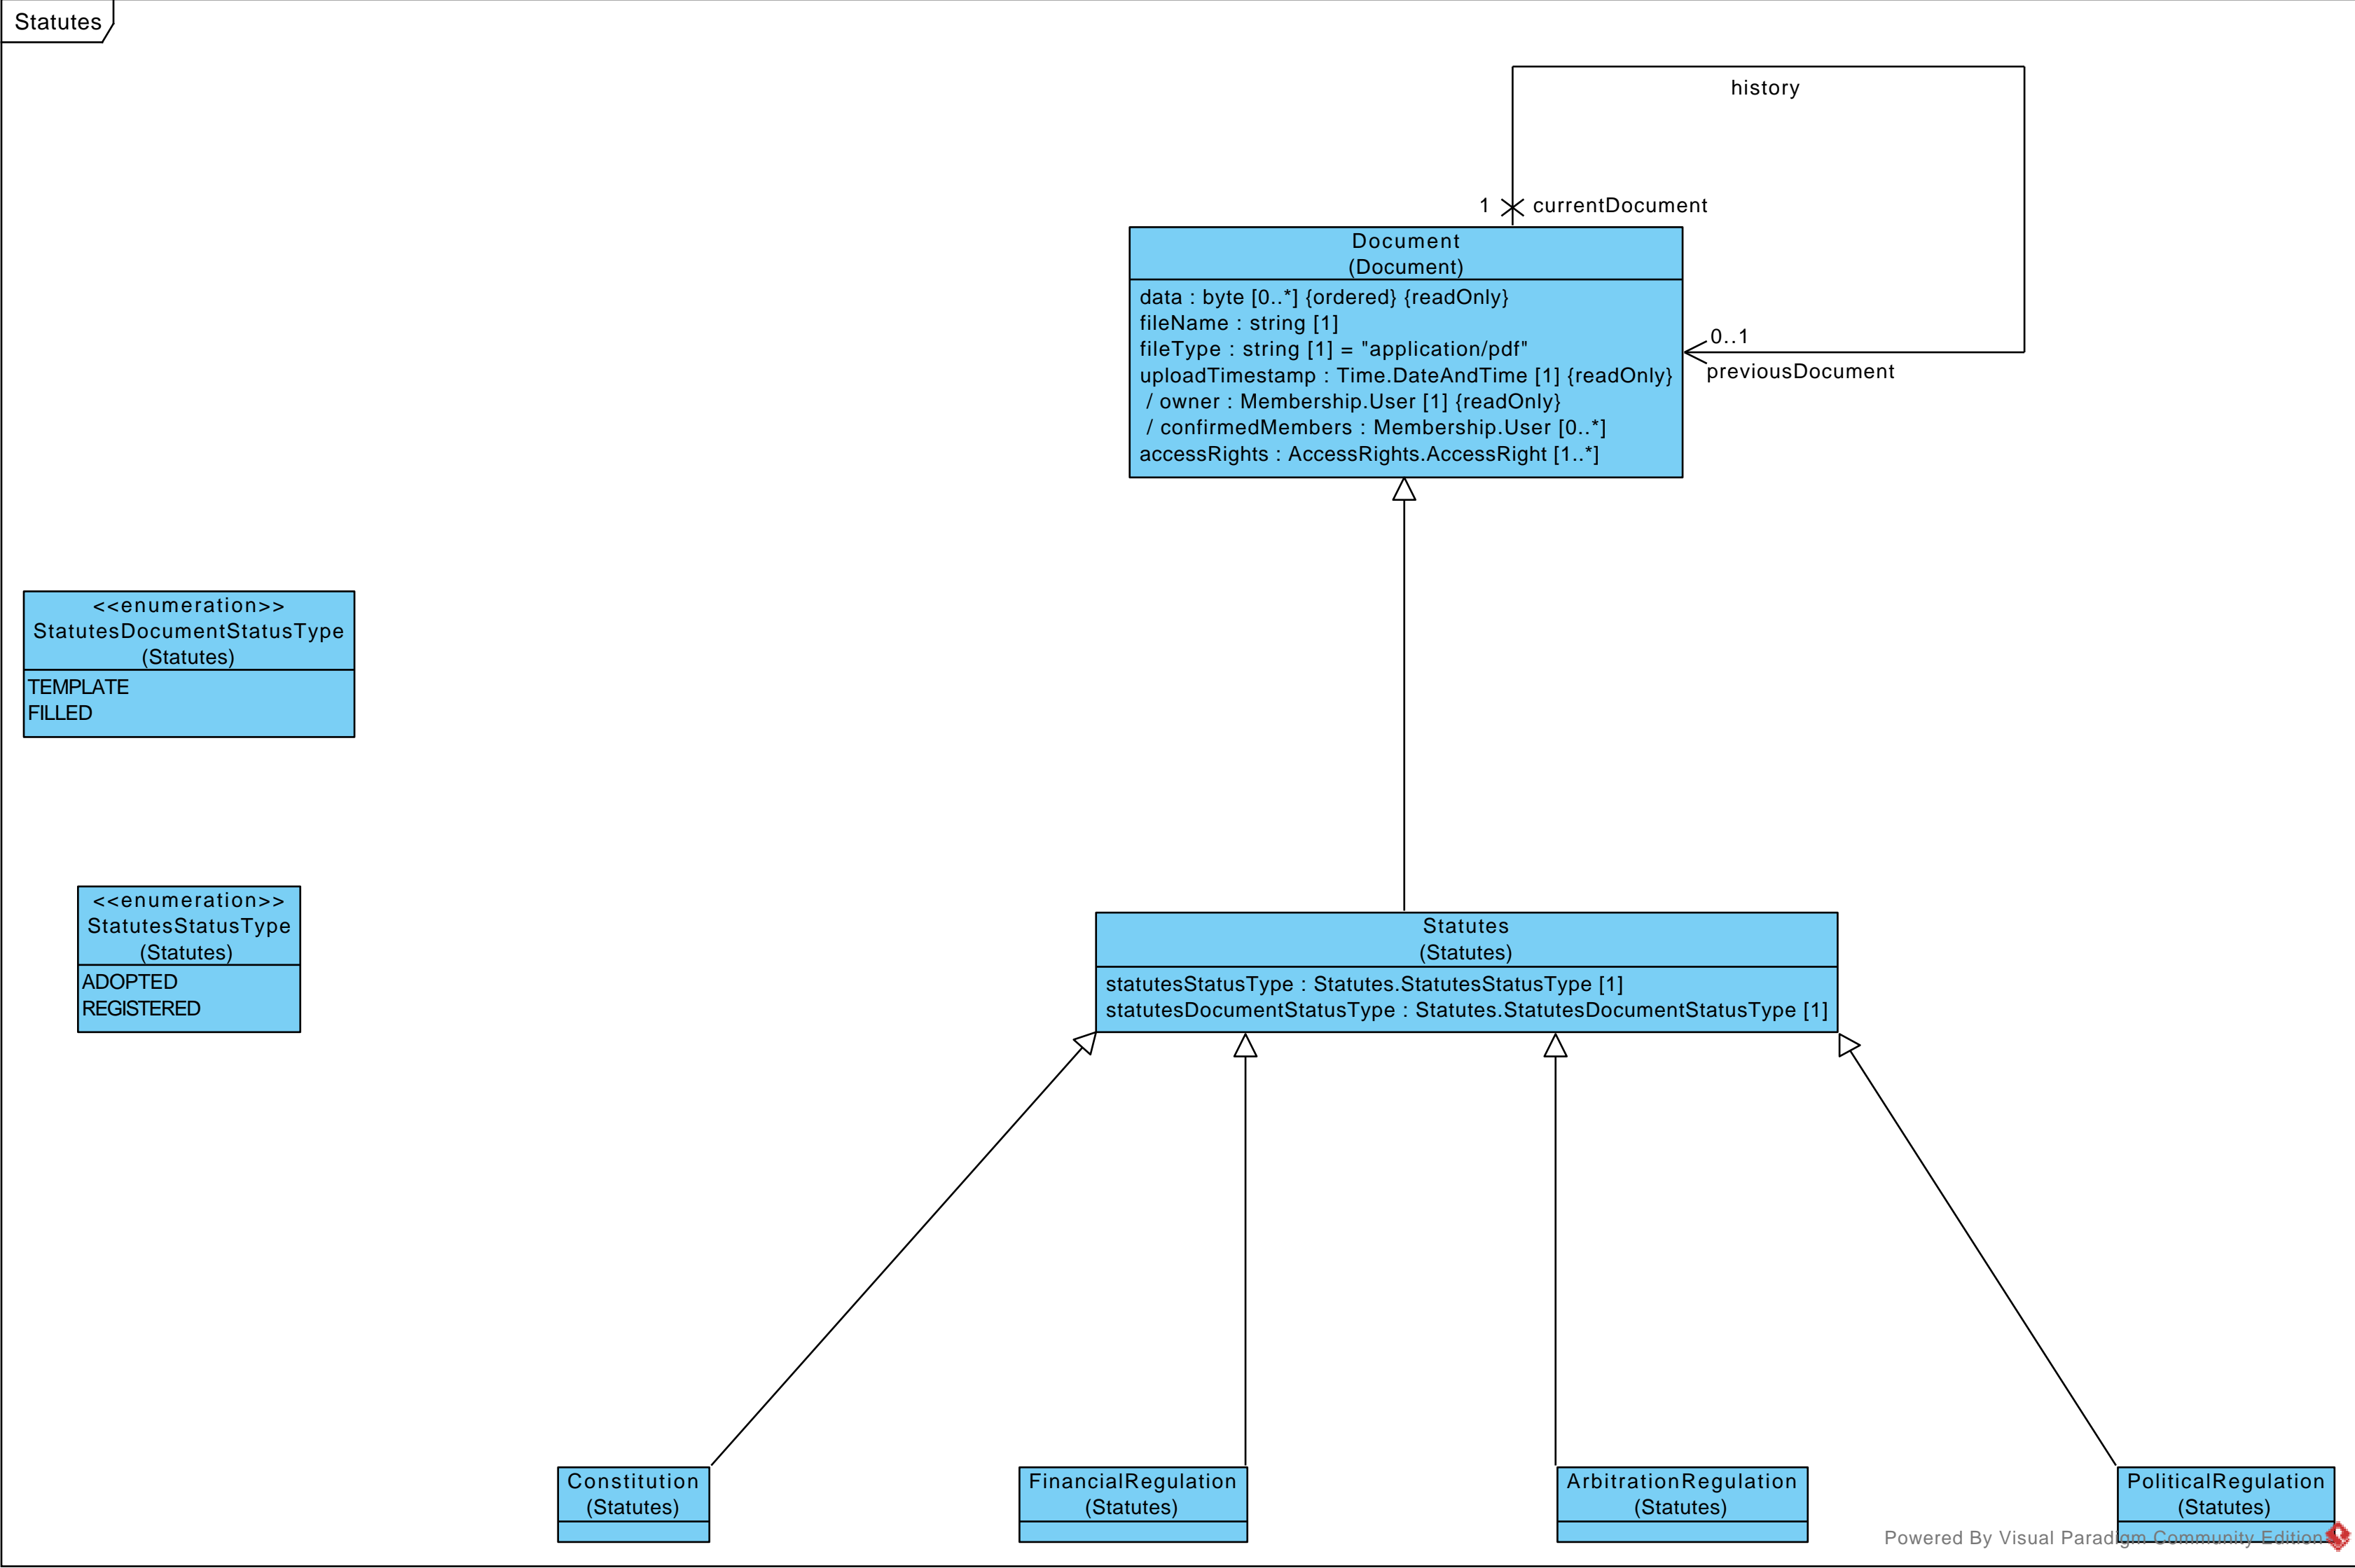 Statutes
history
1 currentDocument
Document
(Document)
data : byte [0..*] {ordered} {readOnly}
fileName : string [1]
fileType : string [1] = "application/pdf"
uploadTimestamp : Time.DateAndTime [1] {readOnly}
/ owner : Membership.User [1] {readOnly}
/ confirmedMembers : Membership.User [0..*]
accessRights : AccessRights.AccessRight [1..*]
0..1
previousDocument
<<enumeration>>
StatutesDocumentStatusType
(Statutes)
TEMPLATE
FILLED
<<enumeration>>
StatutesStatusType
(Statutes)
ADOPTED
REGISTERED
Statutes
(Statutes)
statutesStatusType : Statutes.StatutesStatusType [1]
statutesDocumentStatusType : Statutes.StatutesDocumentStatusType [1]
Constitution
(Statutes)
FinancialRegulation
(Statutes)
ArbitrationRegulation
(Statutes)
PoliticalRegulation
(Statutes)
Powered By Visual Paradigm Community Edition